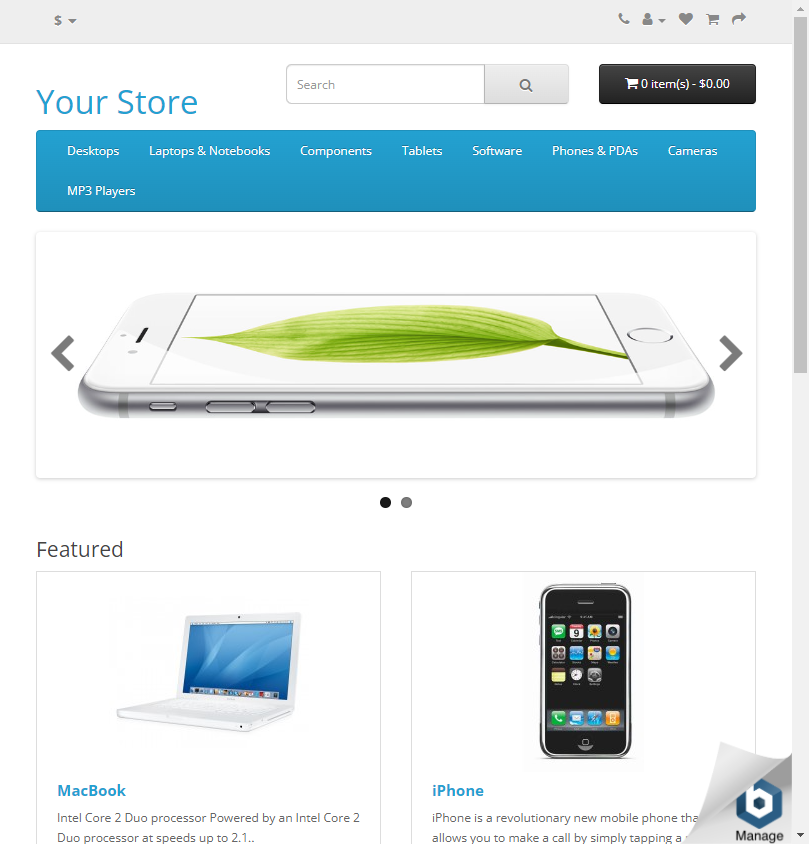 $
Search
0 item(s) - $0.00
Your Store
Desktops Laptops & Notebooks Components Tablets Software Phones & PDAs Cameras
MP3 Players
Featured
MacBook
Intel Core 2 Duo processor Powered by an Intel Core 2
Duo processor at speeds up to 2.1..
iPhone
iPhone is a revolutionary new mobile phone tha
allows you to make a call by simply tapping a
Manage